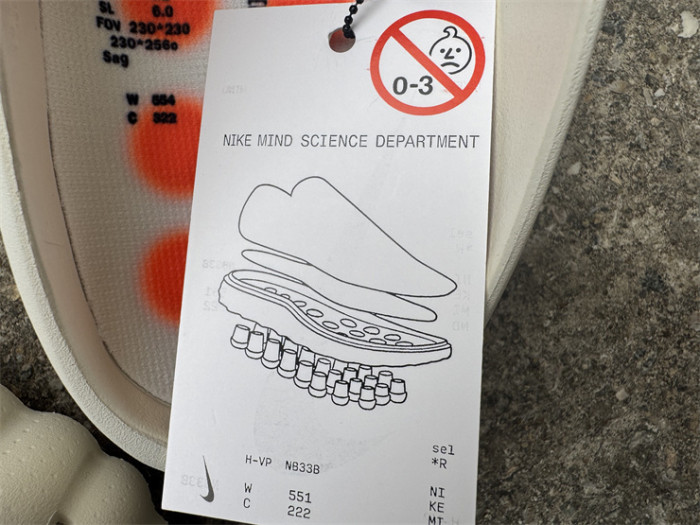 SL 6.0
FOV 230*230
230*256o
Sag
W 554
C 322
0-3
NIKE MIND SCIENCE DEPARTMENT
H-VP NB33B
W 551
C 222
sel
*R
NI
KE
MT